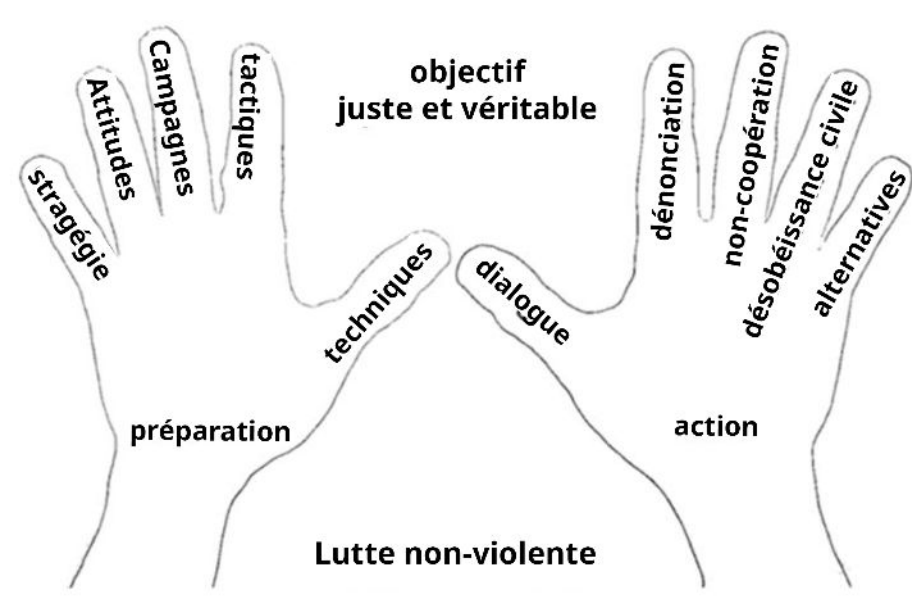 objectif
juste et véritable
stragégie
Attitudes
Campagnes
tactiques
techniques
dialogue
dénonciation
non-coopération
désobéissance civile
alternatives
préparation
action
Lutte non-violente